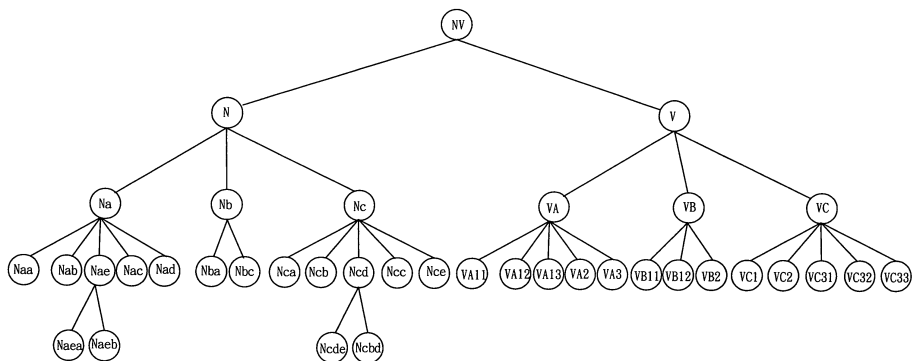 NV
N V
Na Nb Nc VA VB VC
Naa Nab Nae Nac Nad Nba Nbc Nca Ncb Ncd Ncc Nce VA11 VA12 VA13 VA2 VA3 VB11 VB12 VB2 VC1 VC2 VC31 VC32 VC33
Naea Naeb Ncde Ncbd